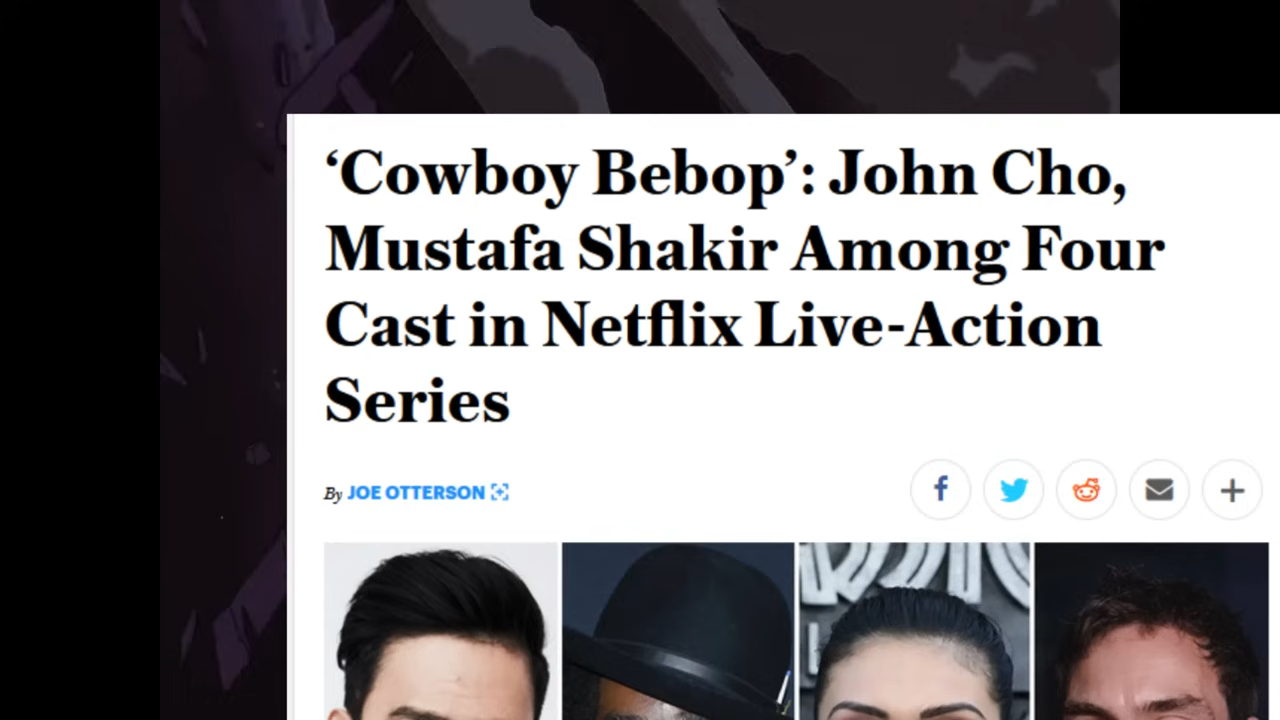 ‘Cowboy Bebop’: John Cho,
Mustafa Shakir Among Four
Cast in Netflix Live-Action
Series
By JOE OTTERSON